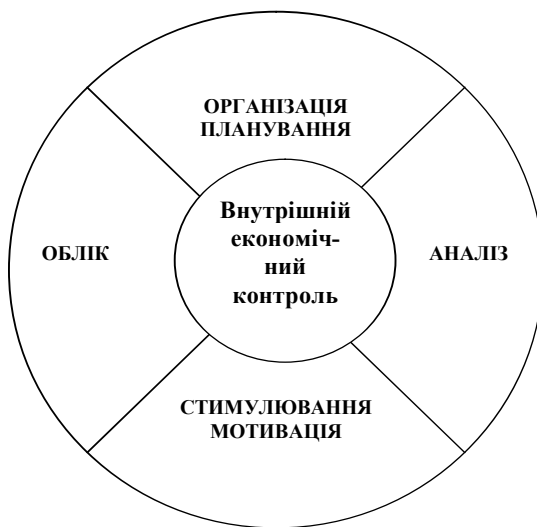 ОРГАНІЗАЦІЯ
ПЛАНУВАННЯ
Внутрішній
економіч-
ний
контроль
ОБЛІК
АНАЛІЗ
СТИМУЛЮВАННЯ
МОТИВАЦІЯ